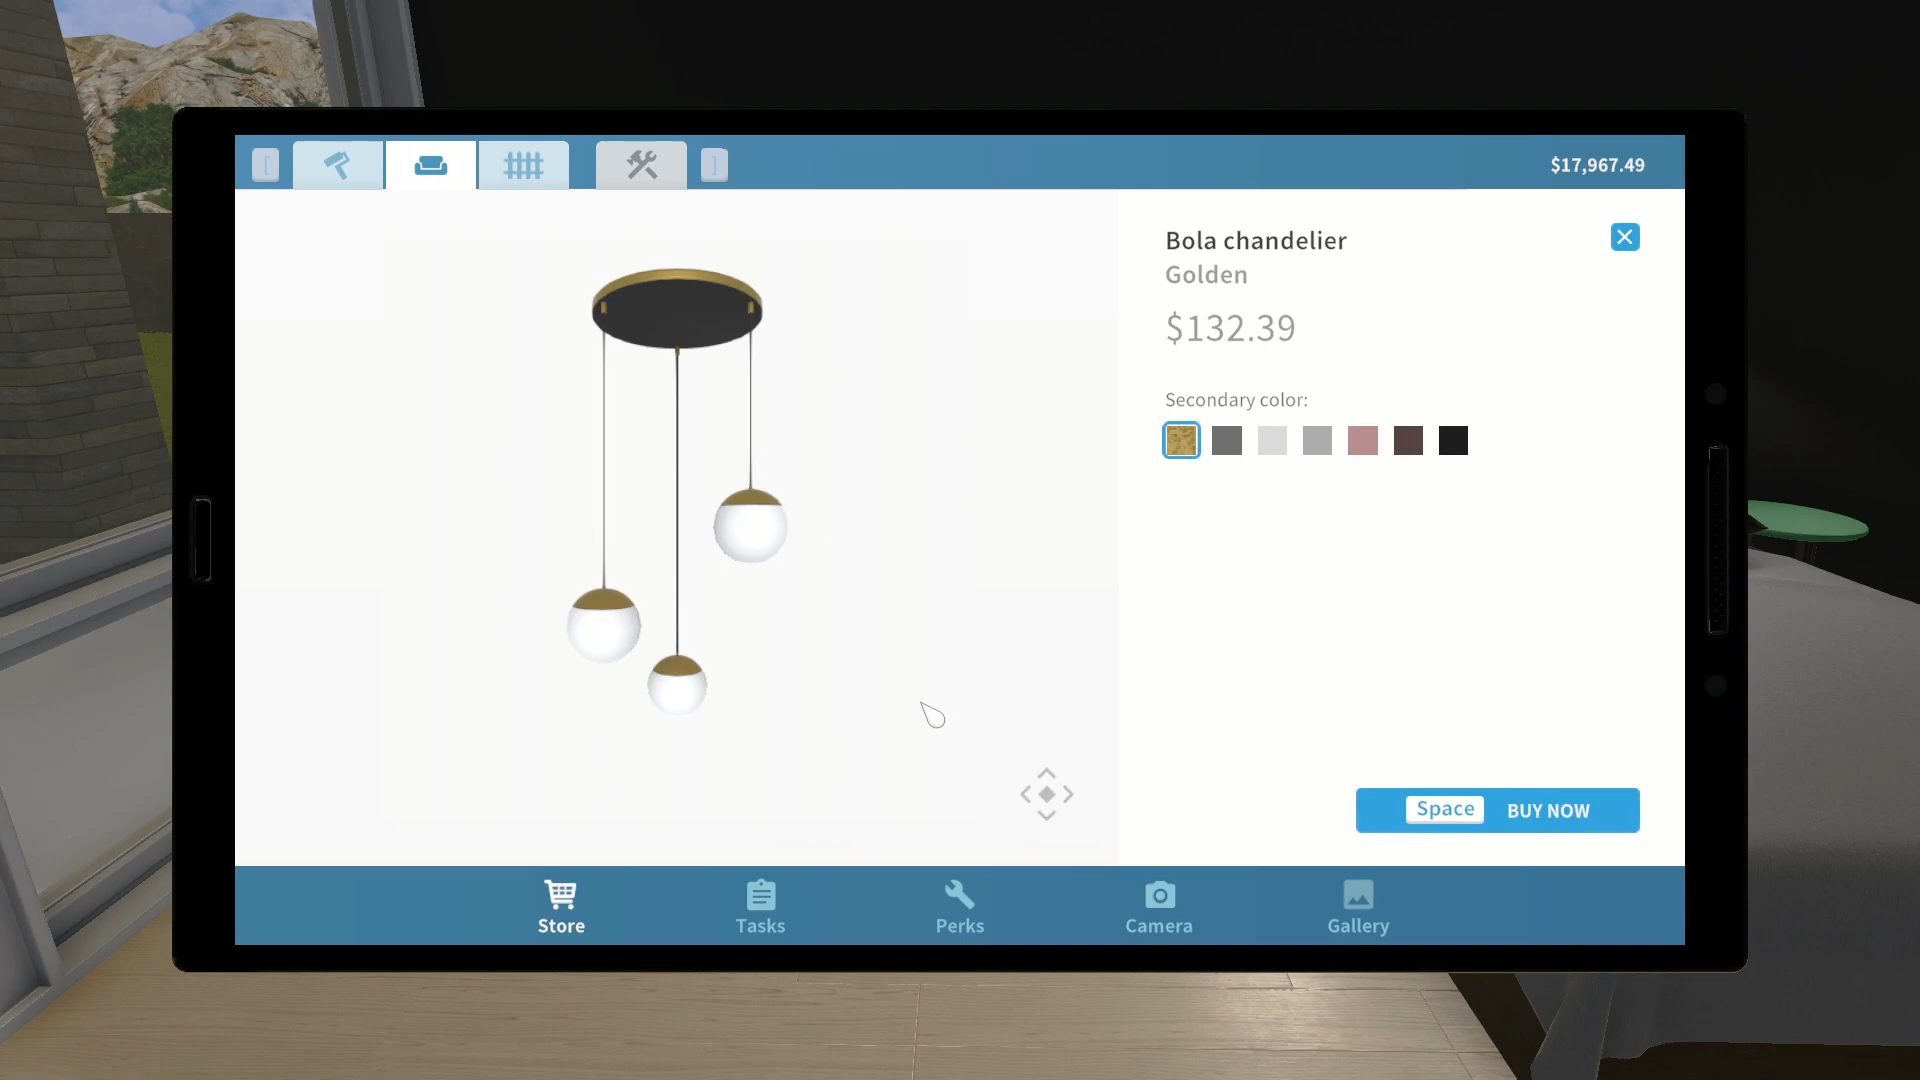 [
]
$17,967.49
Bola chandelier
Golden
$132.39
Secondary color:
Space BUY NOW
Store
Tasks
Perks
Camera
Gallery